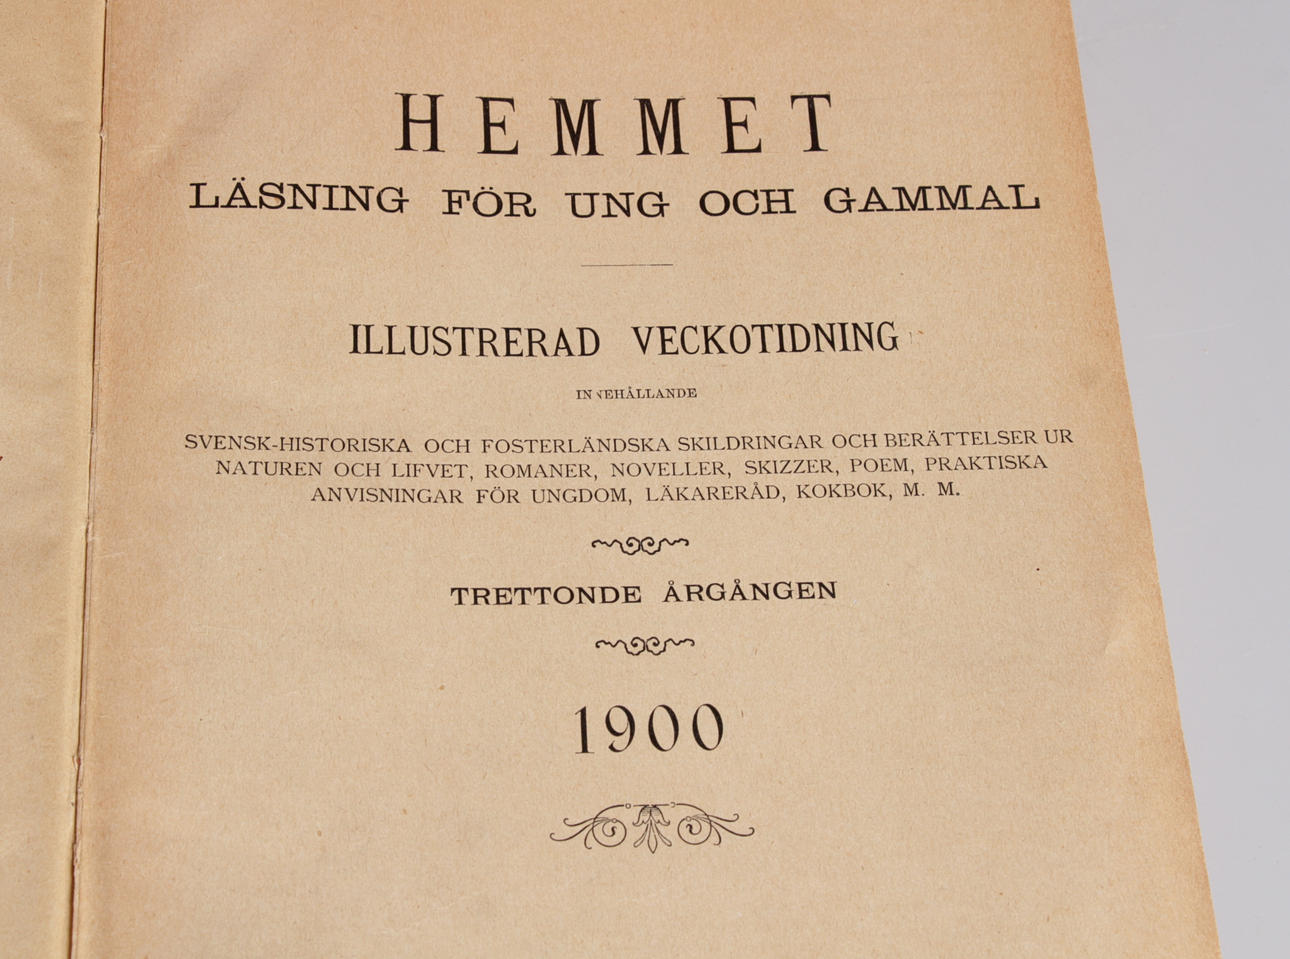 HEMMET
LÄSNING FÖR UNG OCH GAMMAL
ILLUSTRERAD VECKOTIDNING
INNEHÅLLANDE
SVENSK-HISTORISKA OCH FOSTERLÄNDSKA SKILDRINGAR OCH BERÄTTELSER UR
NATUREN OCH LIFVET, ROMANER, NOVELLER, SKIZZER, POEM, PRAKTISKA
ANVISNINGAR FÖR UNGDOM, LÄKARERÅD, KOKBOK, M. M.
TRETTONDE ÅRGÅNGEN
1900